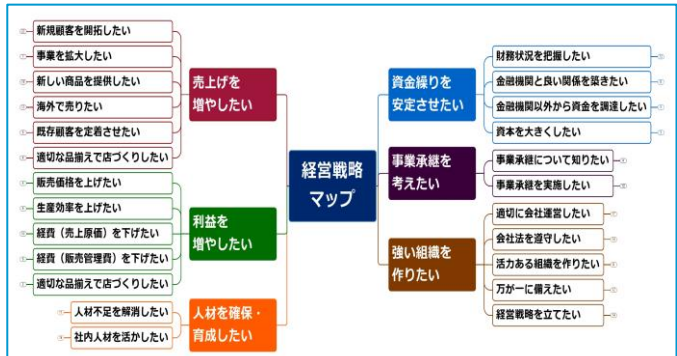 経営戦略
マップ
売上げを
増やしたい
新規顧客を開拓したい
事業を拡大したい
新しい商品を提供したい
海外で売りたい
既存顧客を定着させたい
適切な品揃えで店づくりしたい
利益を
増やしたい
販売価格を上げたい
生産効率を上げたい
経費（売上原価）を下げたい
経費（販売管理費）を下げたい
適切な品揃えで店づくりしたい
人材を確保・
育成したい
人材不足を解消したい
社内人材を活かしたい
資金繰りを
安定させたい
財務状況を把握したい
金融機関と良い関係を築きたい
金融機関以外から資金を調達したい
資本を大きくしたい
事業承継を
考えたい
事業承継について知りたい
事業承継を実施したい
強い組織を
作りたい
適切に会社運営したい
会社法を遵守したい
活力ある組織を作りたい
万が一に備えたい
経営戦略を立てたい